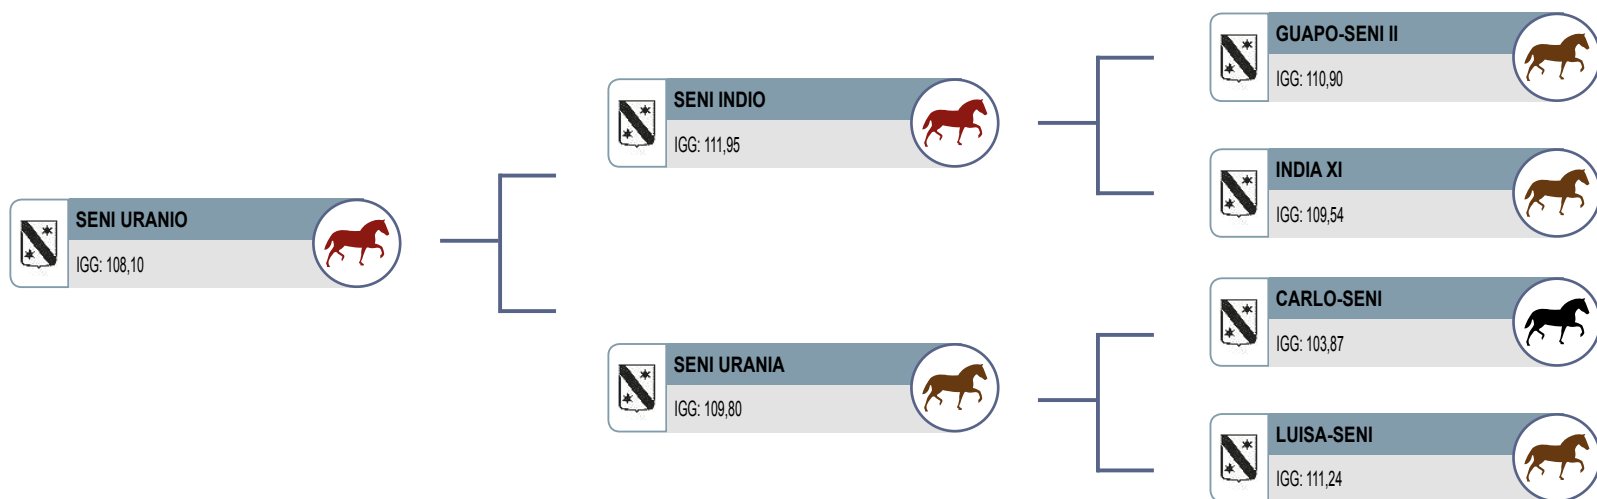 SENI URANIO
IGG: 108,10
SENI INDIO
IGG: 111,95
SENI URANIA
IGG: 109,80
GUAPO-SENI II
IGG: 110,90
INDIA XI
IGG: 109,54
CARLO-SENI
IGG: 103,87
LUISA-SENI
IGG: 111,24